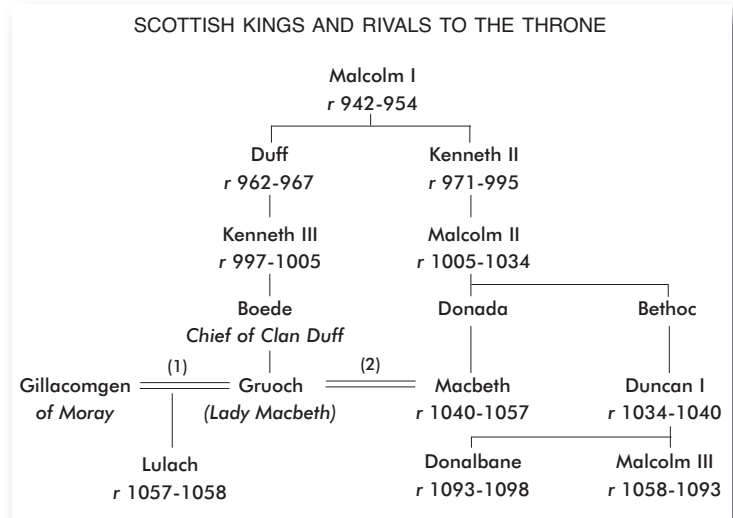 SCOTTISH KINGS AND RIVALS TO THE THRONE
Malcolm I
r 942-954
Duff
r 962-967
Kenneth II
r 971-995
Kenneth III
r 997-1005
Malcolm II
r 1005-1034
Boede
Chief of Clan Duff
Donada
Bethoc
(1)
(2)
Gillacomgen
of Moray
Gruoch
(Lady Macbeth)
Macbeth
r 1040-1057
Duncan I
r 1034-1040
Lulach
r 1057-1058
Donalbane
r 1093-1098
Malcolm III
r 1058-1093